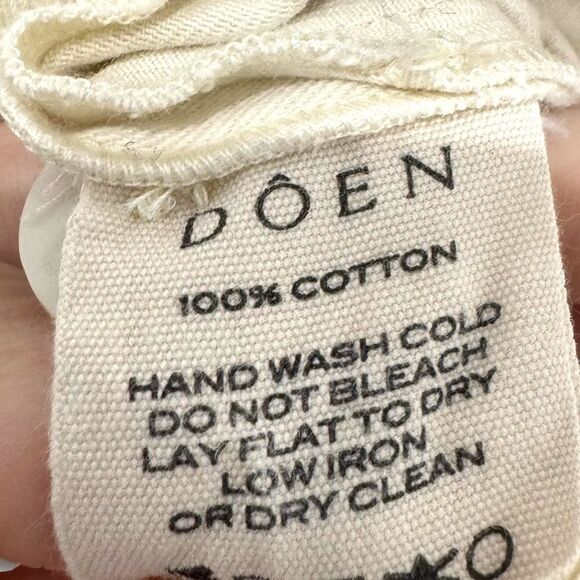 DÔEN
100% COTTON
HAND WASH COLD
DO NOT BLEACH
LAY FLAT TO DRY
LOW IRON
OR DRY CLEAN